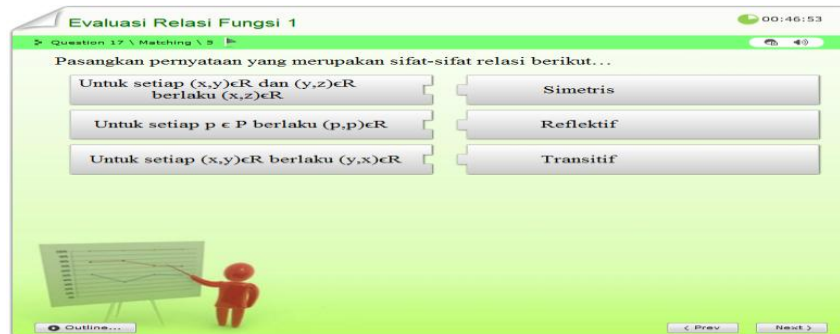 Evaluasi Relasi Fungsi 1
00:46:53
Question 17 \ Matching \ 5
Pasangkan pernyataan yang merupakan sifat-sifat relasi berikut...
Untuk setiap (x,y)ϵR dan (y,z)ϵR
berlaku (x,z)ϵR
Simetris
Untuk setiap p ϵ P berlaku (p,p)ϵR
Reflektif
Untuk setiap (x,y)ϵR berlaku (y,x)ϵR
Transitif
Outline...
< Prev
Next >